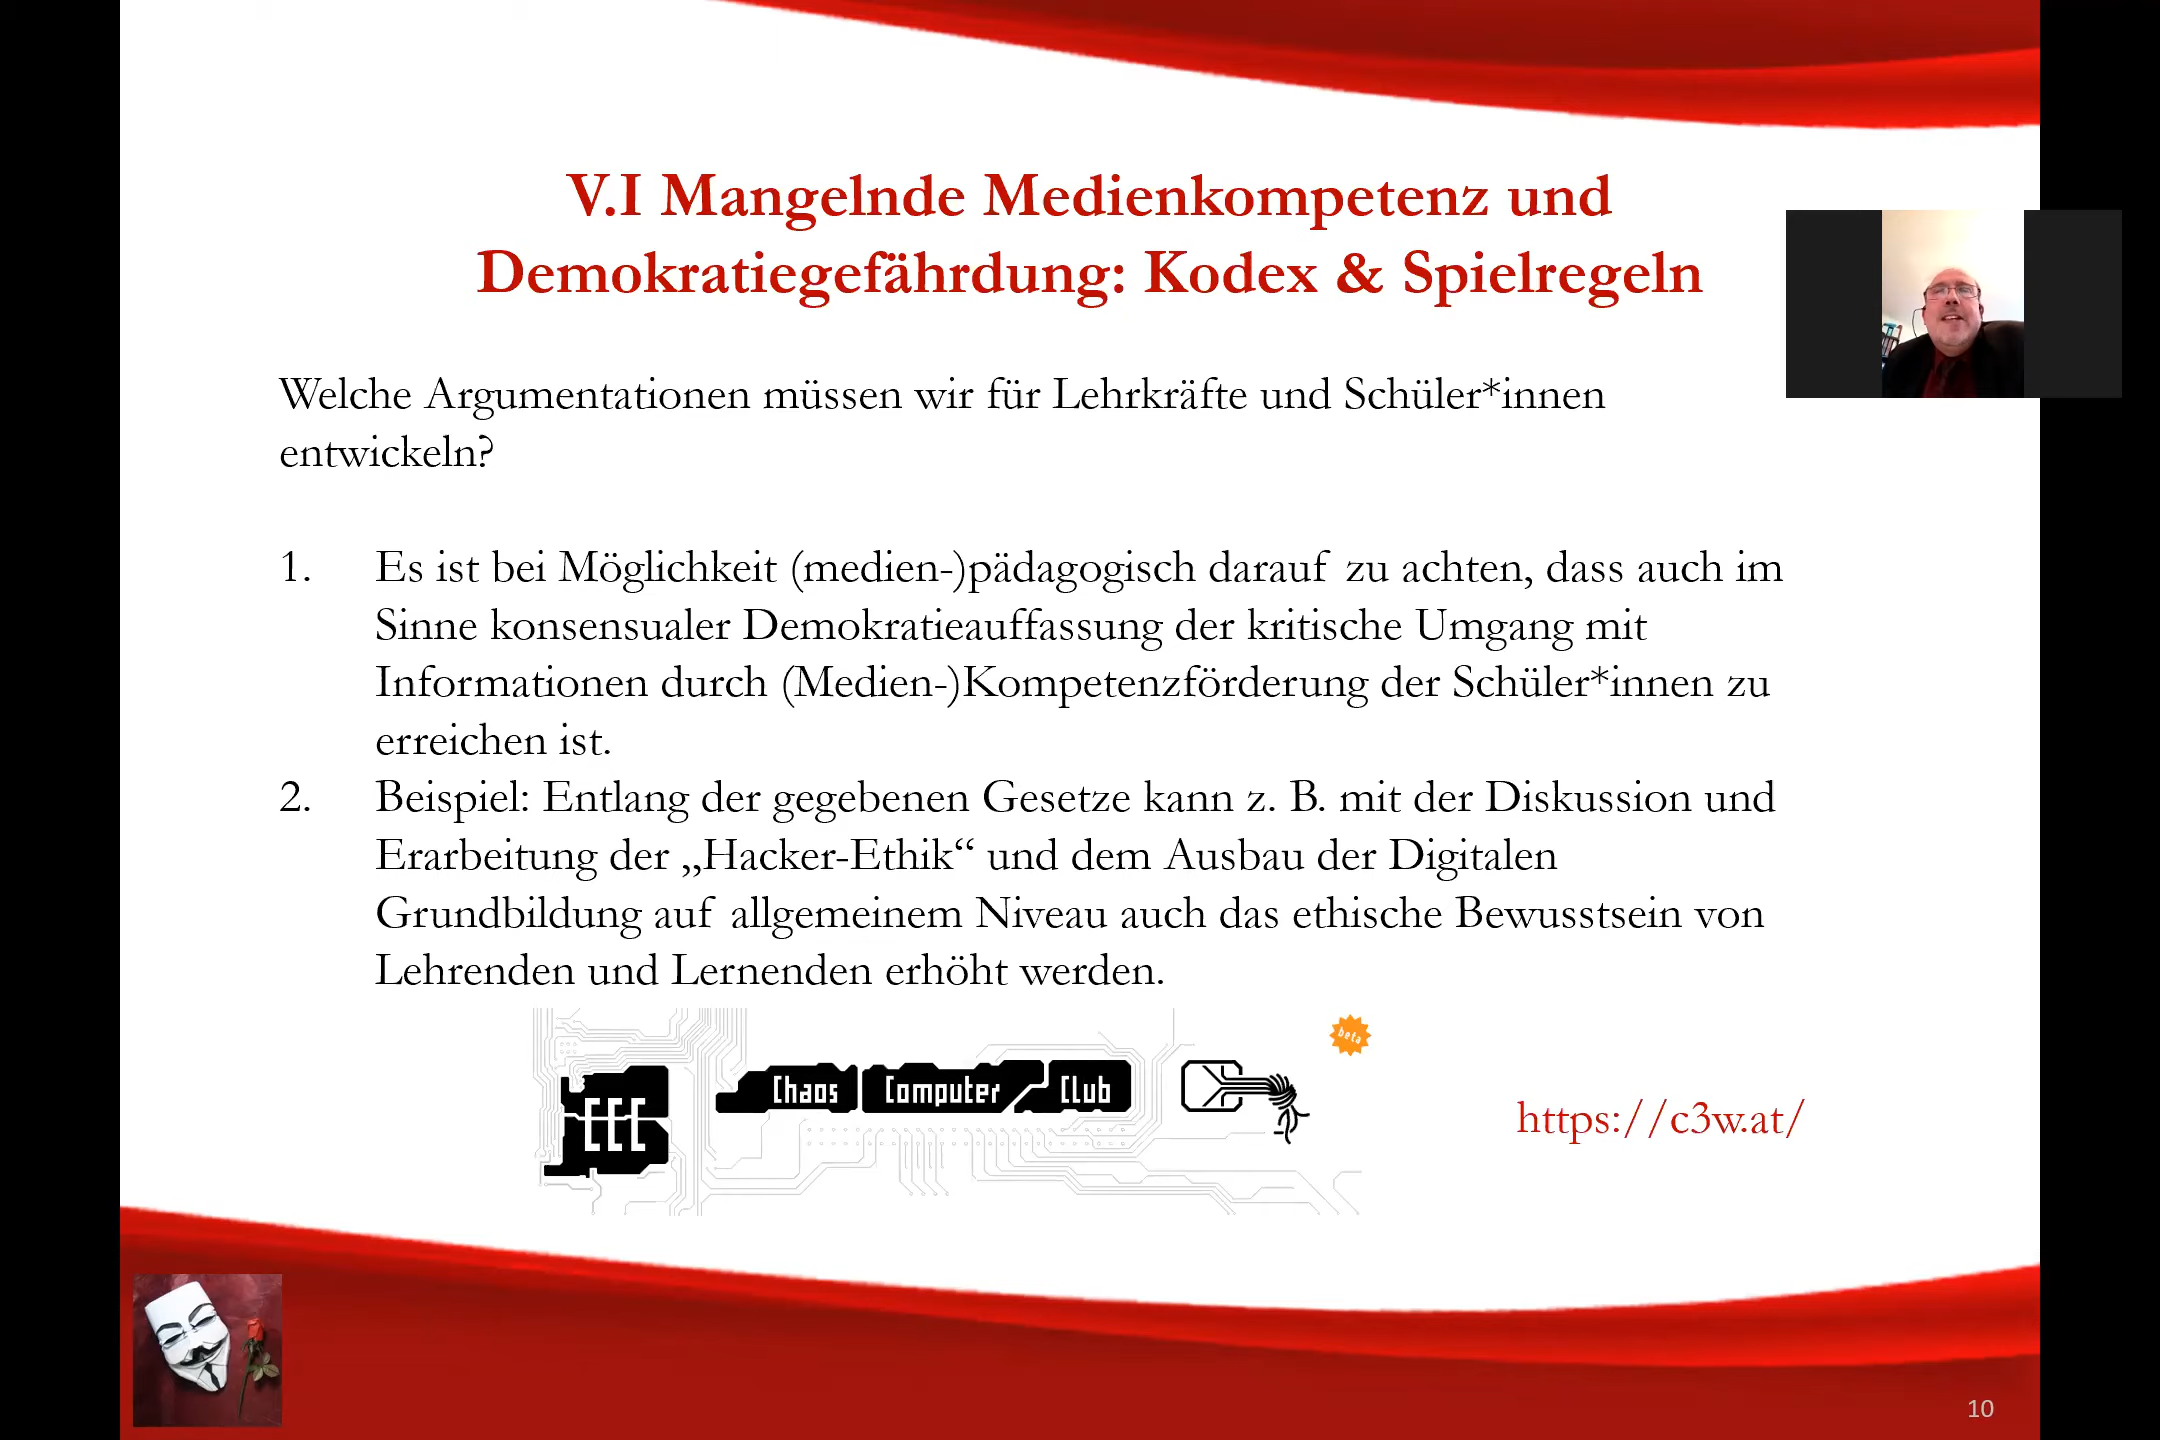 V.I Mangelnde Medienkompetenz und
Demokratiegefährdung: Kodex & Spielregeln
Welche Argumentationen müssen wir für Lehrkräfte und Schüler*innen
entwickeln?
1. Es ist bei Möglichkeit (medien-)pädagogisch darauf zu achten, dass auch im
Sinne konsensualer Demokratieauffassung der kritische Umgang mit
Informationen durch (Medien-)Kompetenzförderung der Schüler*innen zu
erreichen ist.
2. Beispiel: Entlang der gegebenen Gesetze kann z. B. mit der Diskussion und
Erarbeitung der „Hacker-Ethik“ und dem Ausbau der Digitalen
Grundbildung auf allgemeinem Niveau auch das ethische Bewusstsein von
Lehrenden und Lernenden erhöht werden.
beta
CCC
Chaos Computer Club
https://c3w.at/
10